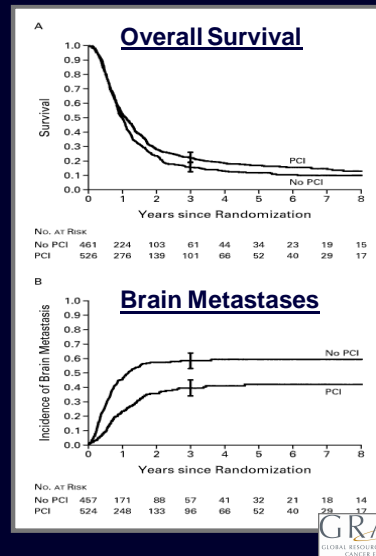 A
Overall Survival
1.0
0.9
0.8
0.7
0.6
0.5
0.4
0.3
0.2
0.1
0.0
Survival
PCI
No PCI
0 1 2 3 4 5 6 7 8
Years since Randomization
No. at Risk
No PCI 461 224 103 61 44 34 23 19 15
PCI 526 276 139 101 66 52 40 29 17
B
Brain Metastases
1.0
0.9
0.8
0.7
0.6
0.5
0.4
0.3
0.2
0.1
0.0
Incidence of Brain Metastasis
No PCI
PCI
0 1 2 3 4 5 6 7 8
Years since Randomization
No. at Risk
No PCI 457 171 88 57 41 32 21 18 14
PCI 524 248 133 96 66 52 40 29 17
GLOBAL RESOUR
CANCER